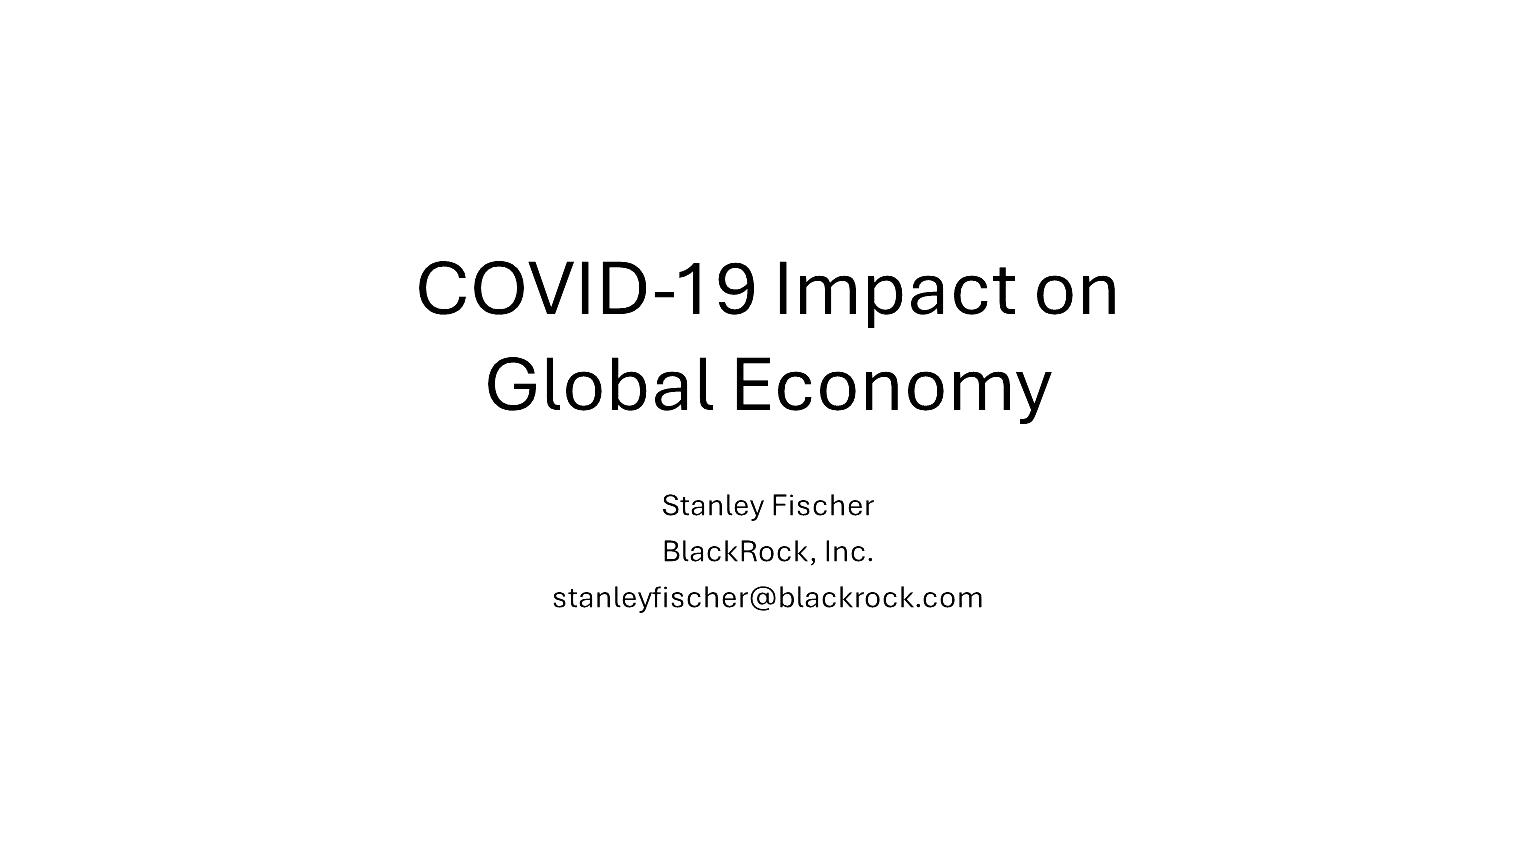 COVID-19 Impact on
Global Economy
Stanley Fischer
BlackRock, Inc.
stanleyfischer@blackrock.com